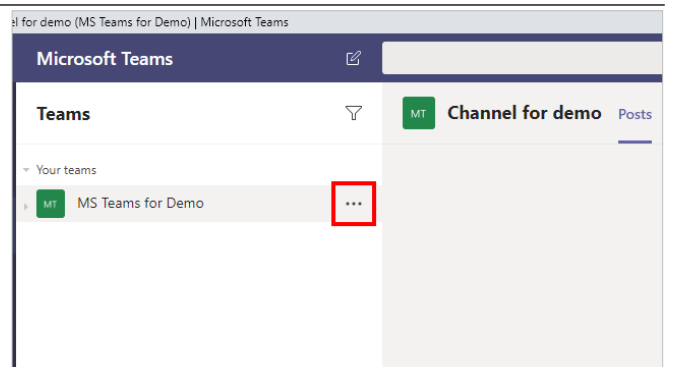 el for demo (MS Teams for Demo) | Microsoft Teams
Microsoft Teams
Teams
MT Channel for demo Posts
Your teams
MT MS Teams for Demo ...